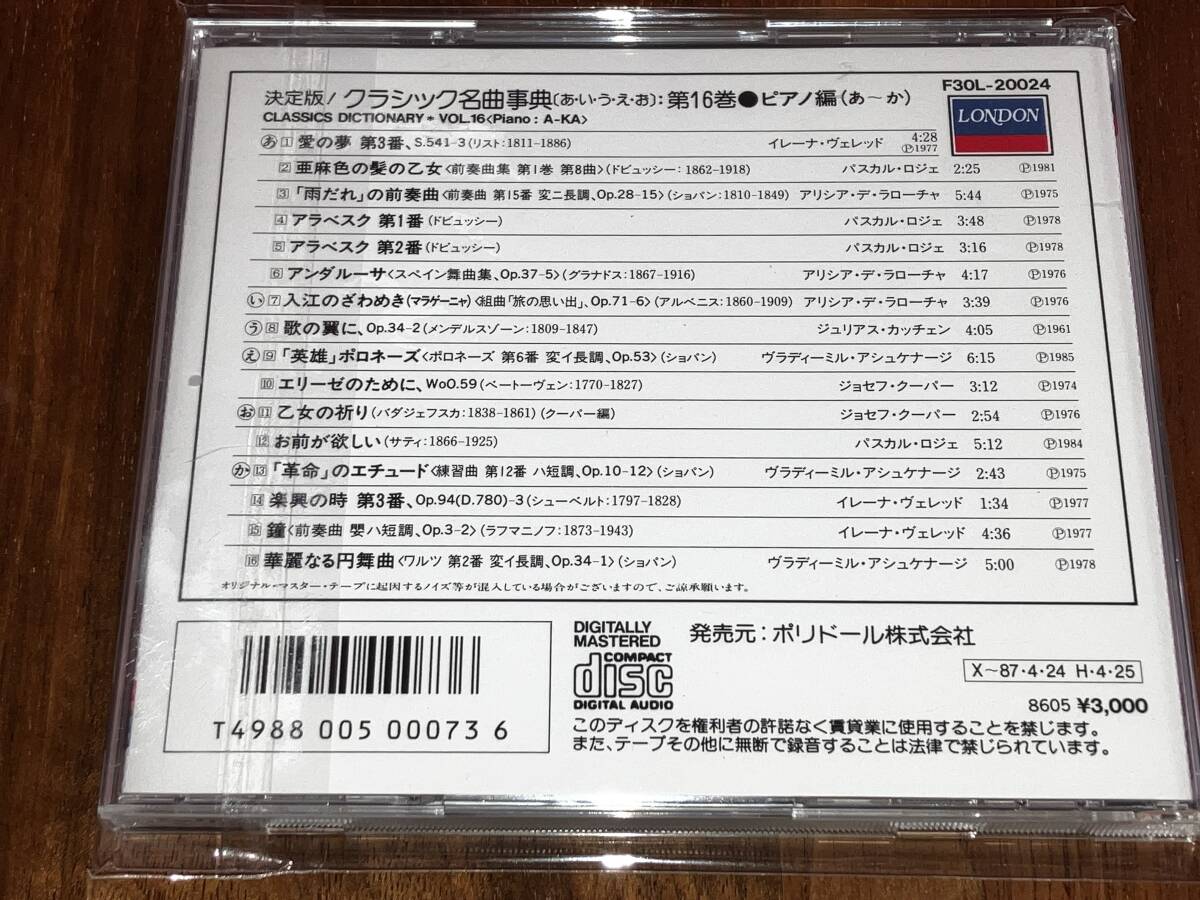 F30L-20024
決定版!クラシック名曲事典〔あ・い・う・え・お〕:第16巻●ピアノ編(あ〜か)
CLASSICS DICTIONARY * VOL.16<Piano : A-KA>
LONDON
あ 1 愛の夢 第3番、S.541-3(リスト:1811-1886) イレーナ・ヴェレッド 4:28 Ⓟ1977
2 亜麻色の髪の乙女〈前奏曲集 第1巻 第8曲〉(ドビュッシー:1862-1918) パスカル・ロジェ 2:25 Ⓟ1981
3 「雨だれ」の前奏曲〈前奏曲 第15番 変ニ長調、Op.28-15〉(ショパン:1810-1849) アリシア・デ・ラローチャ 5:44 Ⓟ1975
4 アラベスク 第1番(ドビュッシー) パスカル・ロジェ 3:48 Ⓟ1978
5 アラベスク 第2番(ドビュッシー) パスカル・ロジェ 3:16 Ⓟ1978
6 アンダルーサ〈スペイン舞曲集、Op.37-5〉(グラナドス:1867-1916) アリシア・デ・ラローチャ 4:17 Ⓟ1976
い 7 入江のざわめき(マラゲーニャ)〈組曲「旅の思い出」、Op.71-6〉(アルベニス:1860-1909) アリシア・デ・ラローチャ 3:39 Ⓟ1976
う 8 歌の翼に、Op.34-2(メンデルスゾーン:1809-1847) ジュリアス・カッチェン 4:05 Ⓟ1961
え 9 「英雄」ポロネーズ〈ポロネーズ 第6番 変イ長調、Op.53〉(ショパン) ヴラディーミル・アシュケナージ 6:15 Ⓟ1985
10 エリーゼのために、WoO.59(ベートーヴェン:1770-1827) ジョセフ・クーパー 3:12 Ⓟ1974
お 11 乙女の祈り(バダジェフスカ:1838-1861)(クーパー編) ジョセフ・クーパー 2:54 Ⓟ1976
12 お前が欲しい(サティ:1866-1925) パスカル・ロジェ 5:12 Ⓟ1984
か 13 「革命」のエチュード〈練習曲 第12番 ハ短調、Op.10-12〉(ショパン) ヴラディーミル・アシュケナージ 2:43 Ⓟ1975
14 楽興の時 第3番、Op.94(D.780)-3(シューベルト:1797-1828) イレーナ・ヴェレッド 1:34 Ⓟ1977
15 鐘〈前奏曲 嬰ハ短調、Op.3-2〉(ラフマニノフ:1873-1943) イレーナ・ヴェレッド 4:36 Ⓟ1977
16 華麗なる円舞曲〈ワルツ 第2番 変イ長調、Op.34-1〉(ショパン) ヴラディーミル・アシュケナージ 5:00 Ⓟ1978
オリジナル・マスター・テープに起因するノイズ等が混入している場合がございますので、ご諒承願います。
T4988 005 000736
DIGITALLY
MASTERED
COMPACT
disc
DIGITAL AUDIO
発売元:ポリドール株式会社
X〜87・4・24 H・4・25
8605 ¥3,000
このディスクを権利者の許諾なく賃貸業に使用することを禁じます。
また、テープその他に無断で録音することは法律で禁じられています。